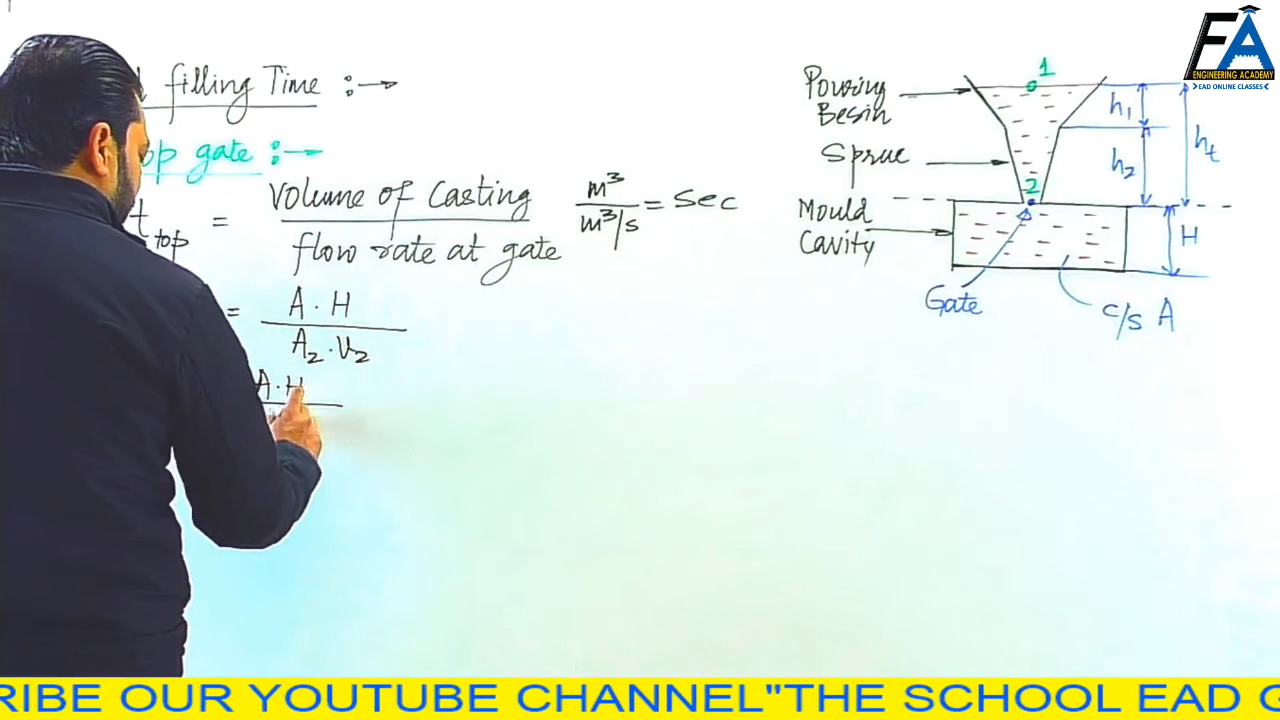 filling Time :→
op gate :→
t top = Volume of Casting / flow rate at gate m³ / m³/s = sec
= A · H / A₂ · V₂
A · H
Pouring
Besin
Sprue
Mould
Cavity
Gate
c/s A
1
2
h₁
h₂
hₜ
H
EA
ENGINEERING ACADEMY
EAD ONLINE CLASSES
RIBE OUR YOUTUBE CHANNEL"THE SCHOOL EAD